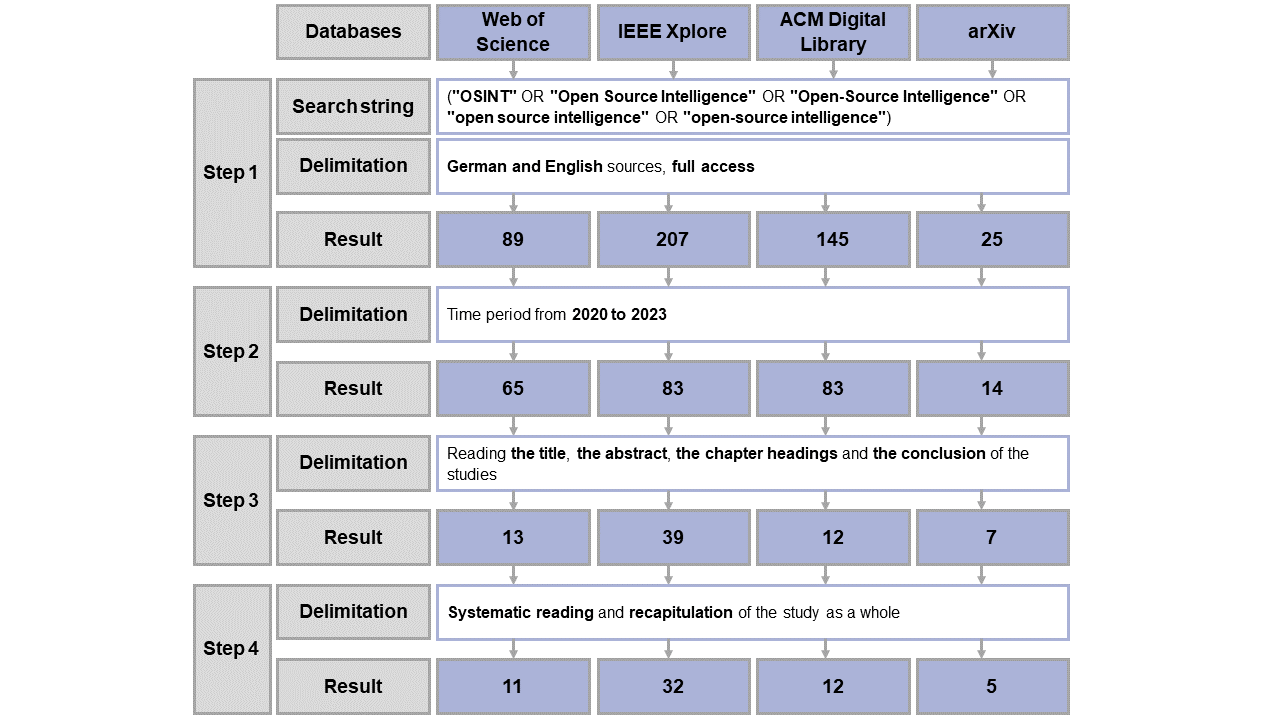 Databases
Web of
Science
IEEE Xplore
ACM Digital
Library
arXiv
Step 1
Search string
("OSINT" OR "Open Source Intelligence" OR "Open-Source Intelligence" OR
"open source intelligence" OR "open-source intelligence")
Delimitation
German and English sources, full access
Result
89
207
145
25
Step 2
Delimitation
Time period from 2020 to 2023
Result
65
83
83
14
Step 3
Delimitation
Reading the title, the abstract, the chapter headings and the conclusion of the
studies
Result
13
39
12
7
Step 4
Delimitation
Systematic reading and recapitulation of the study as a whole
Result
11
32
12
5